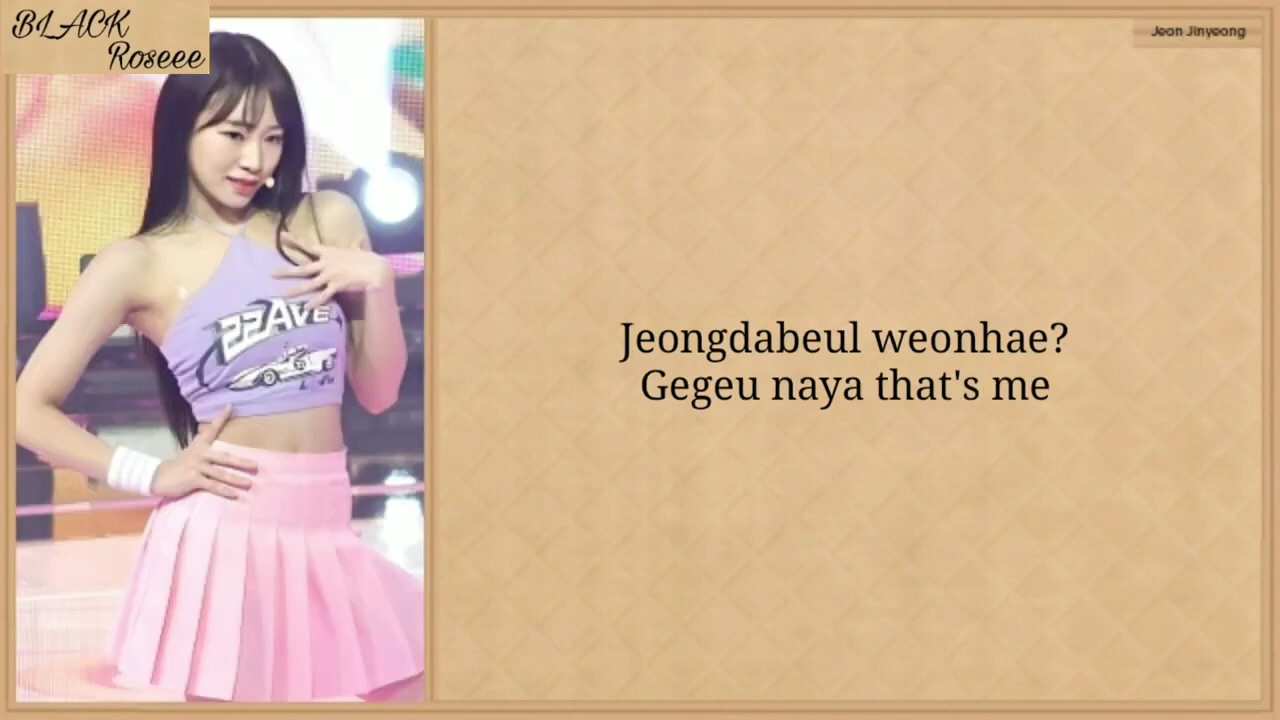 BLACK
Roseee
Jeon Jinyeong
22AVE
Jeongdabeul weonhae?
Gegeu naya that's me